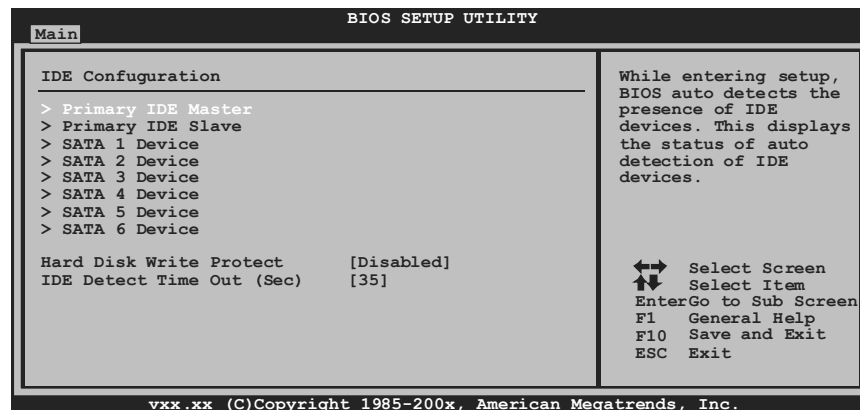 BIOS SETUP UTILITY
Main
IDE Confuguration
> Primary IDE Master
> Primary IDE Slave
> SATA 1 Device
> SATA 2 Device
> SATA 3 Device
> SATA 4 Device
> SATA 5 Device
> SATA 6 Device
Hard Disk Write Protect [Disabled]
IDE Detect Time Out (Sec) [35]
While entering setup,
BIOS auto detects the
presence of IDE
devices. This displays
the status of auto
detection of IDE
devices.
Select Screen
Select Item
EnterGo to Sub Screen
F1 General Help
F10 Save and Exit
ESC Exit
vxx.xx (C)Copyright 1985-200x, American Megatrends, Inc.